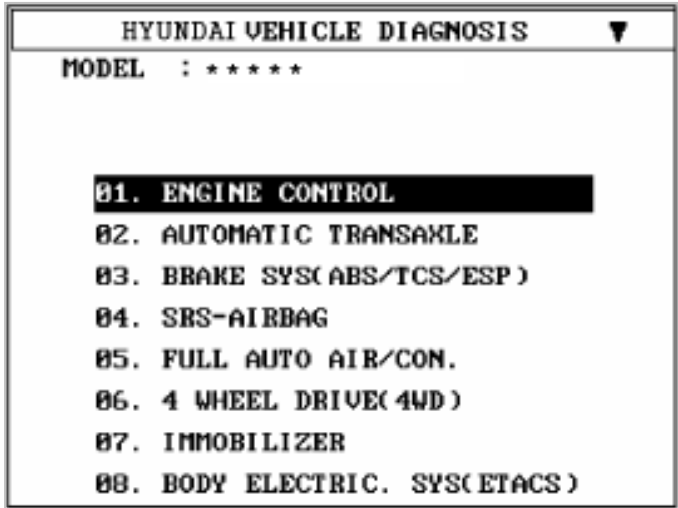 HYUNDAI VEHICLE DIAGNOSIS ▼
MODEL : *****
01. ENGINE CONTROL
02. AUTOMATIC TRANSAXLE
03. BRAKE SYS(ABS/TCS/ESP)
04. SRS-AIRBAG
05. FULL AUTO AIR/CON.
06. 4 WHEEL DRIVE(4WD)
07. IMMOBILIZER
08. BODY ELECTRIC. SYS(ETACS)